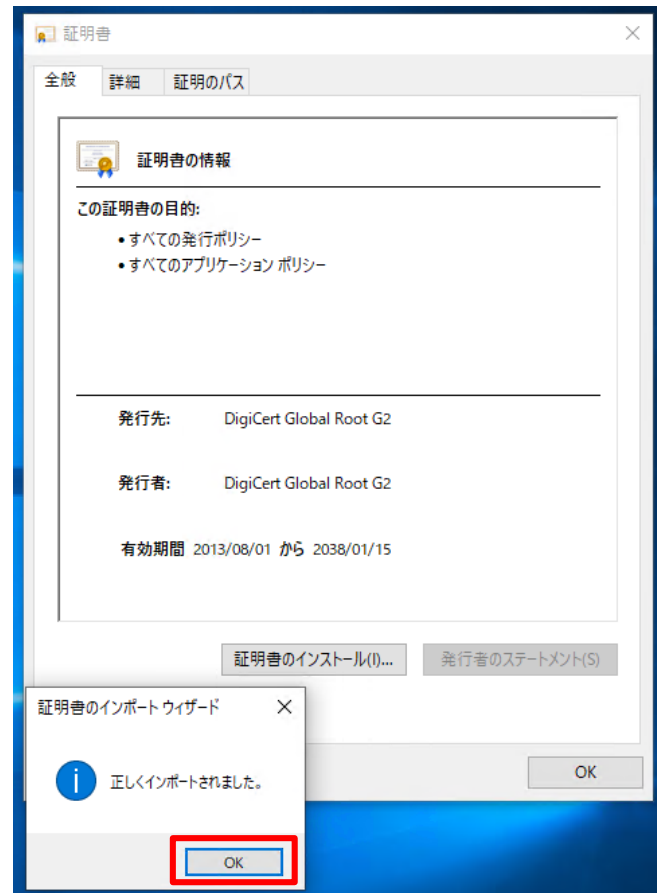 証明書
全般 詳細 証明のパス
証明書の情報
この証明書の目的:
• すべての発行ポリシー
• すべてのアプリケーション ポリシー
発行先: DigiCert Global Root G2
発行者: DigiCert Global Root G2
有効期間 2013/08/01 から 2038/01/15
証明書のインストール(I)... 発行者のステートメント(S)
OK
証明書のインポート ウィザード
正しくインポートされました。
OK